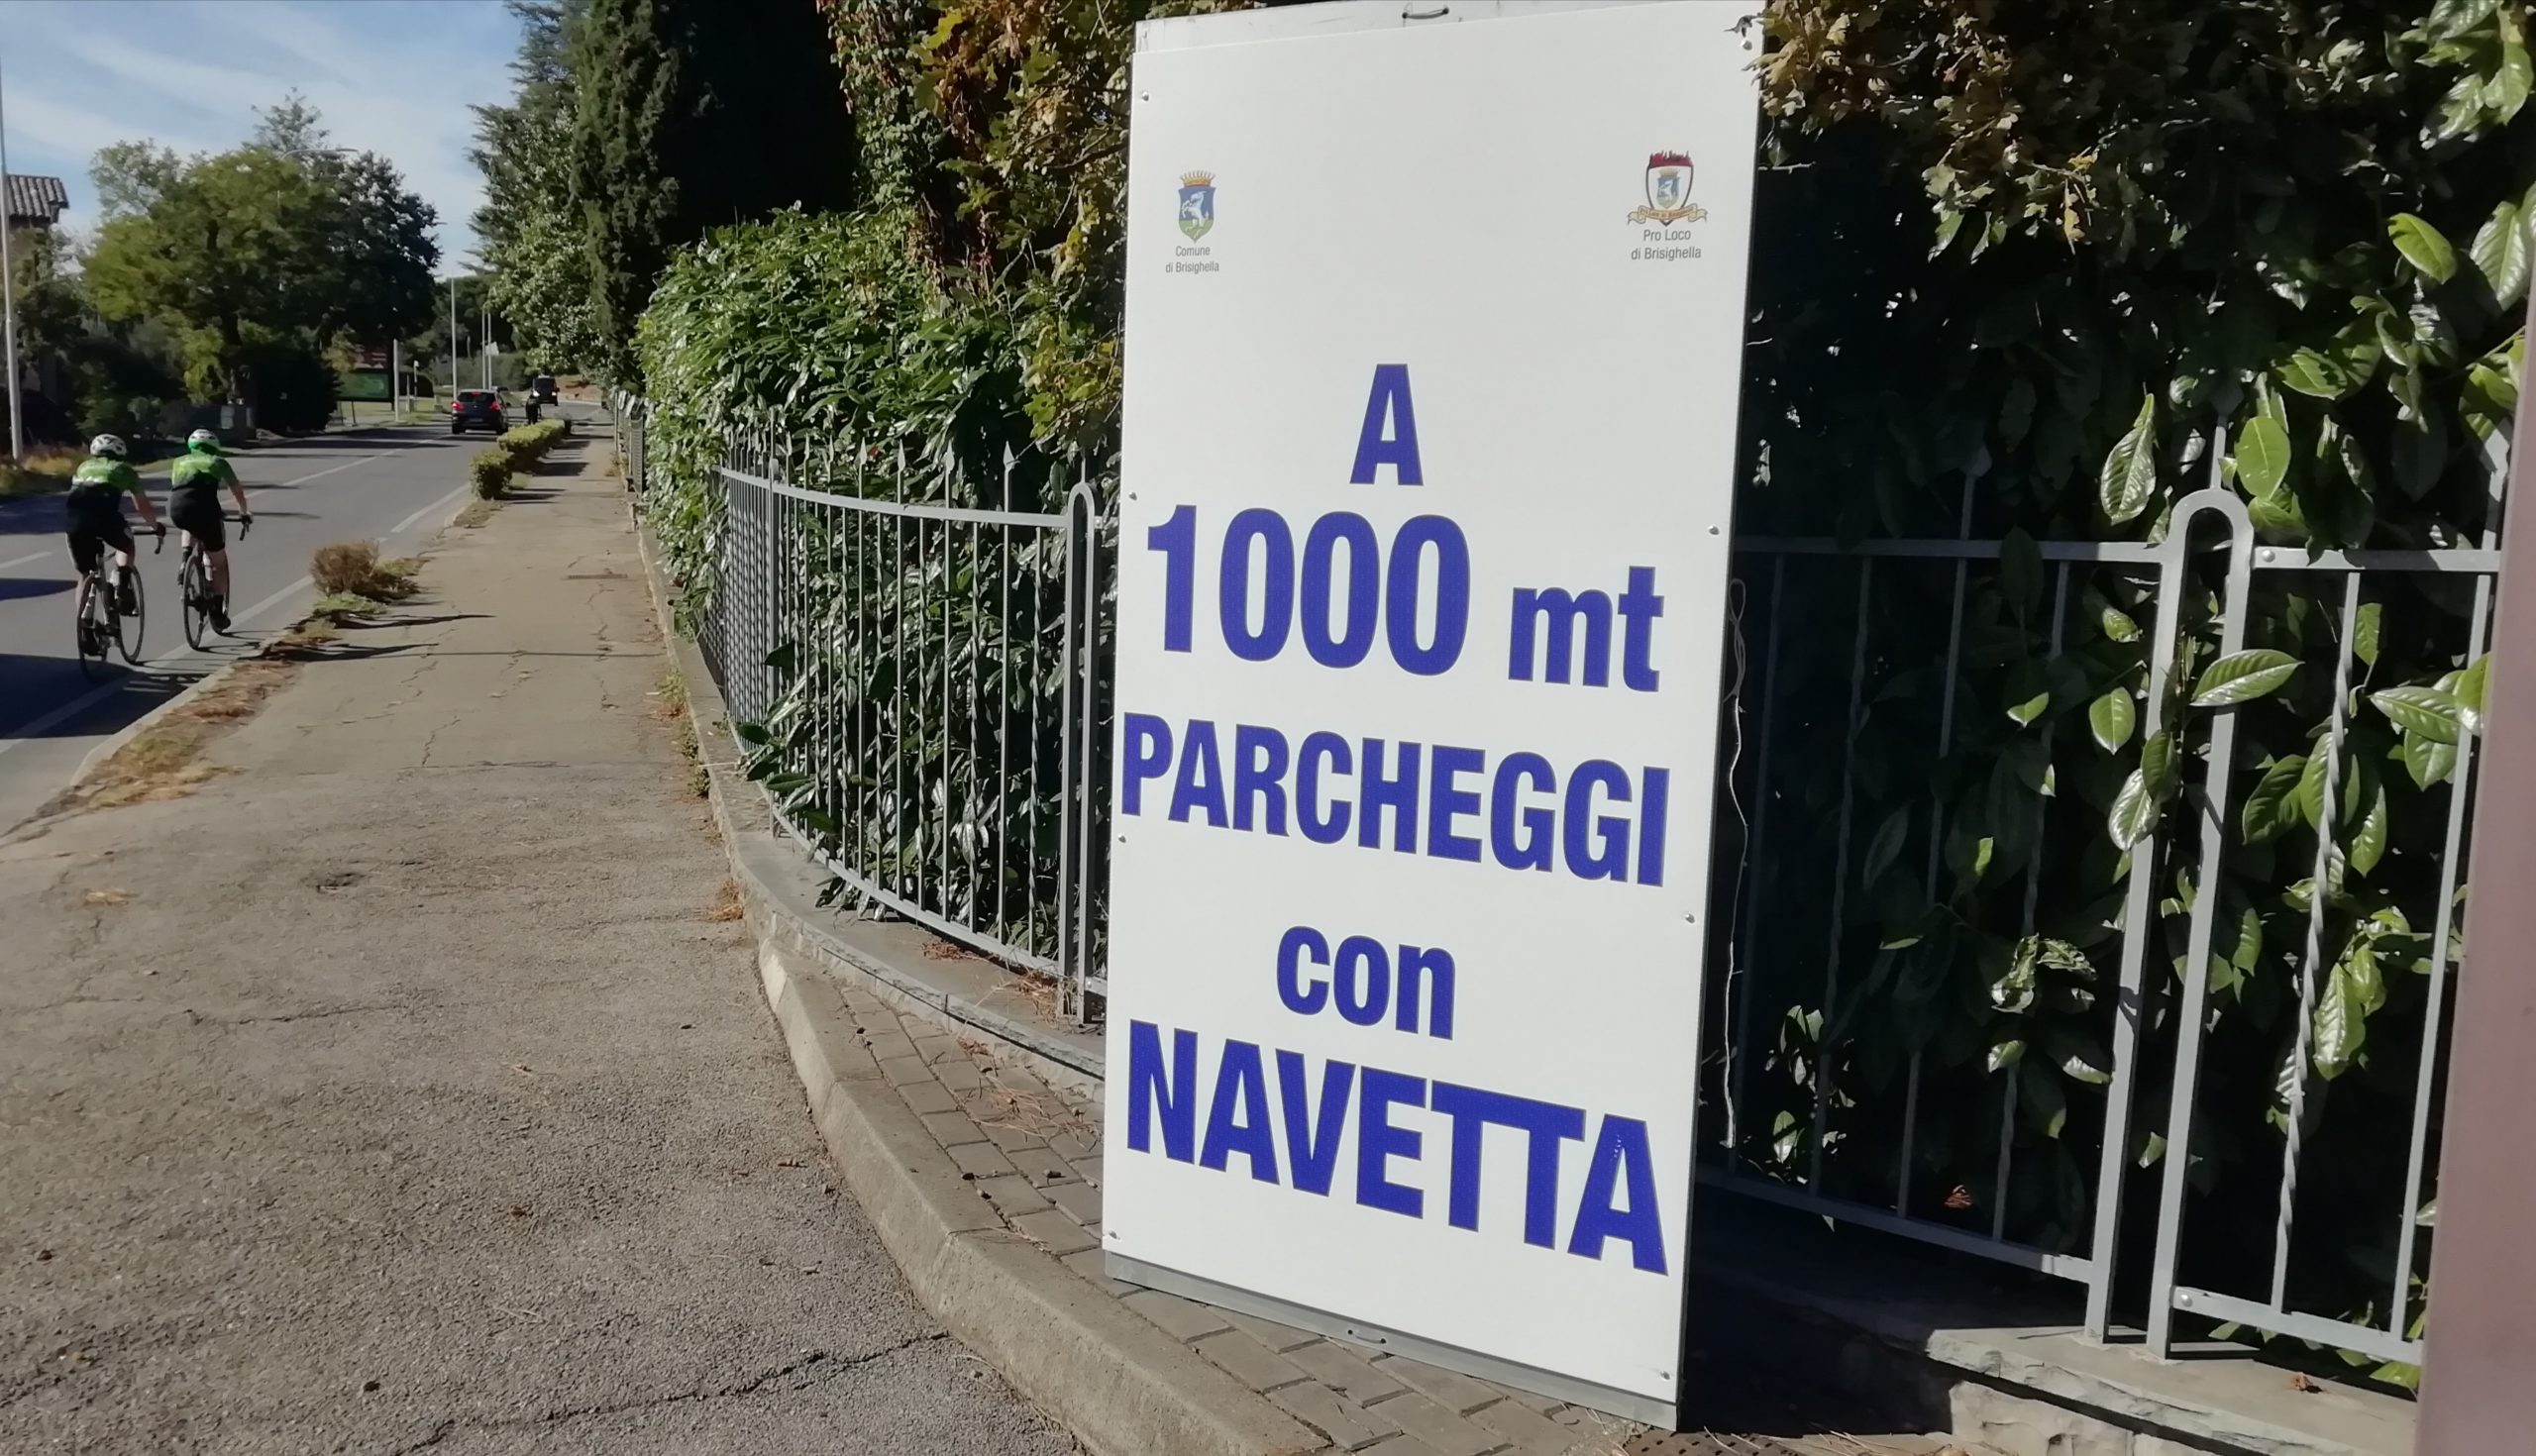 Comune
di Brisighella
Pro Loco
di Brisighella
A
1000 mt
PARCHEGGI
con
NAVETTA